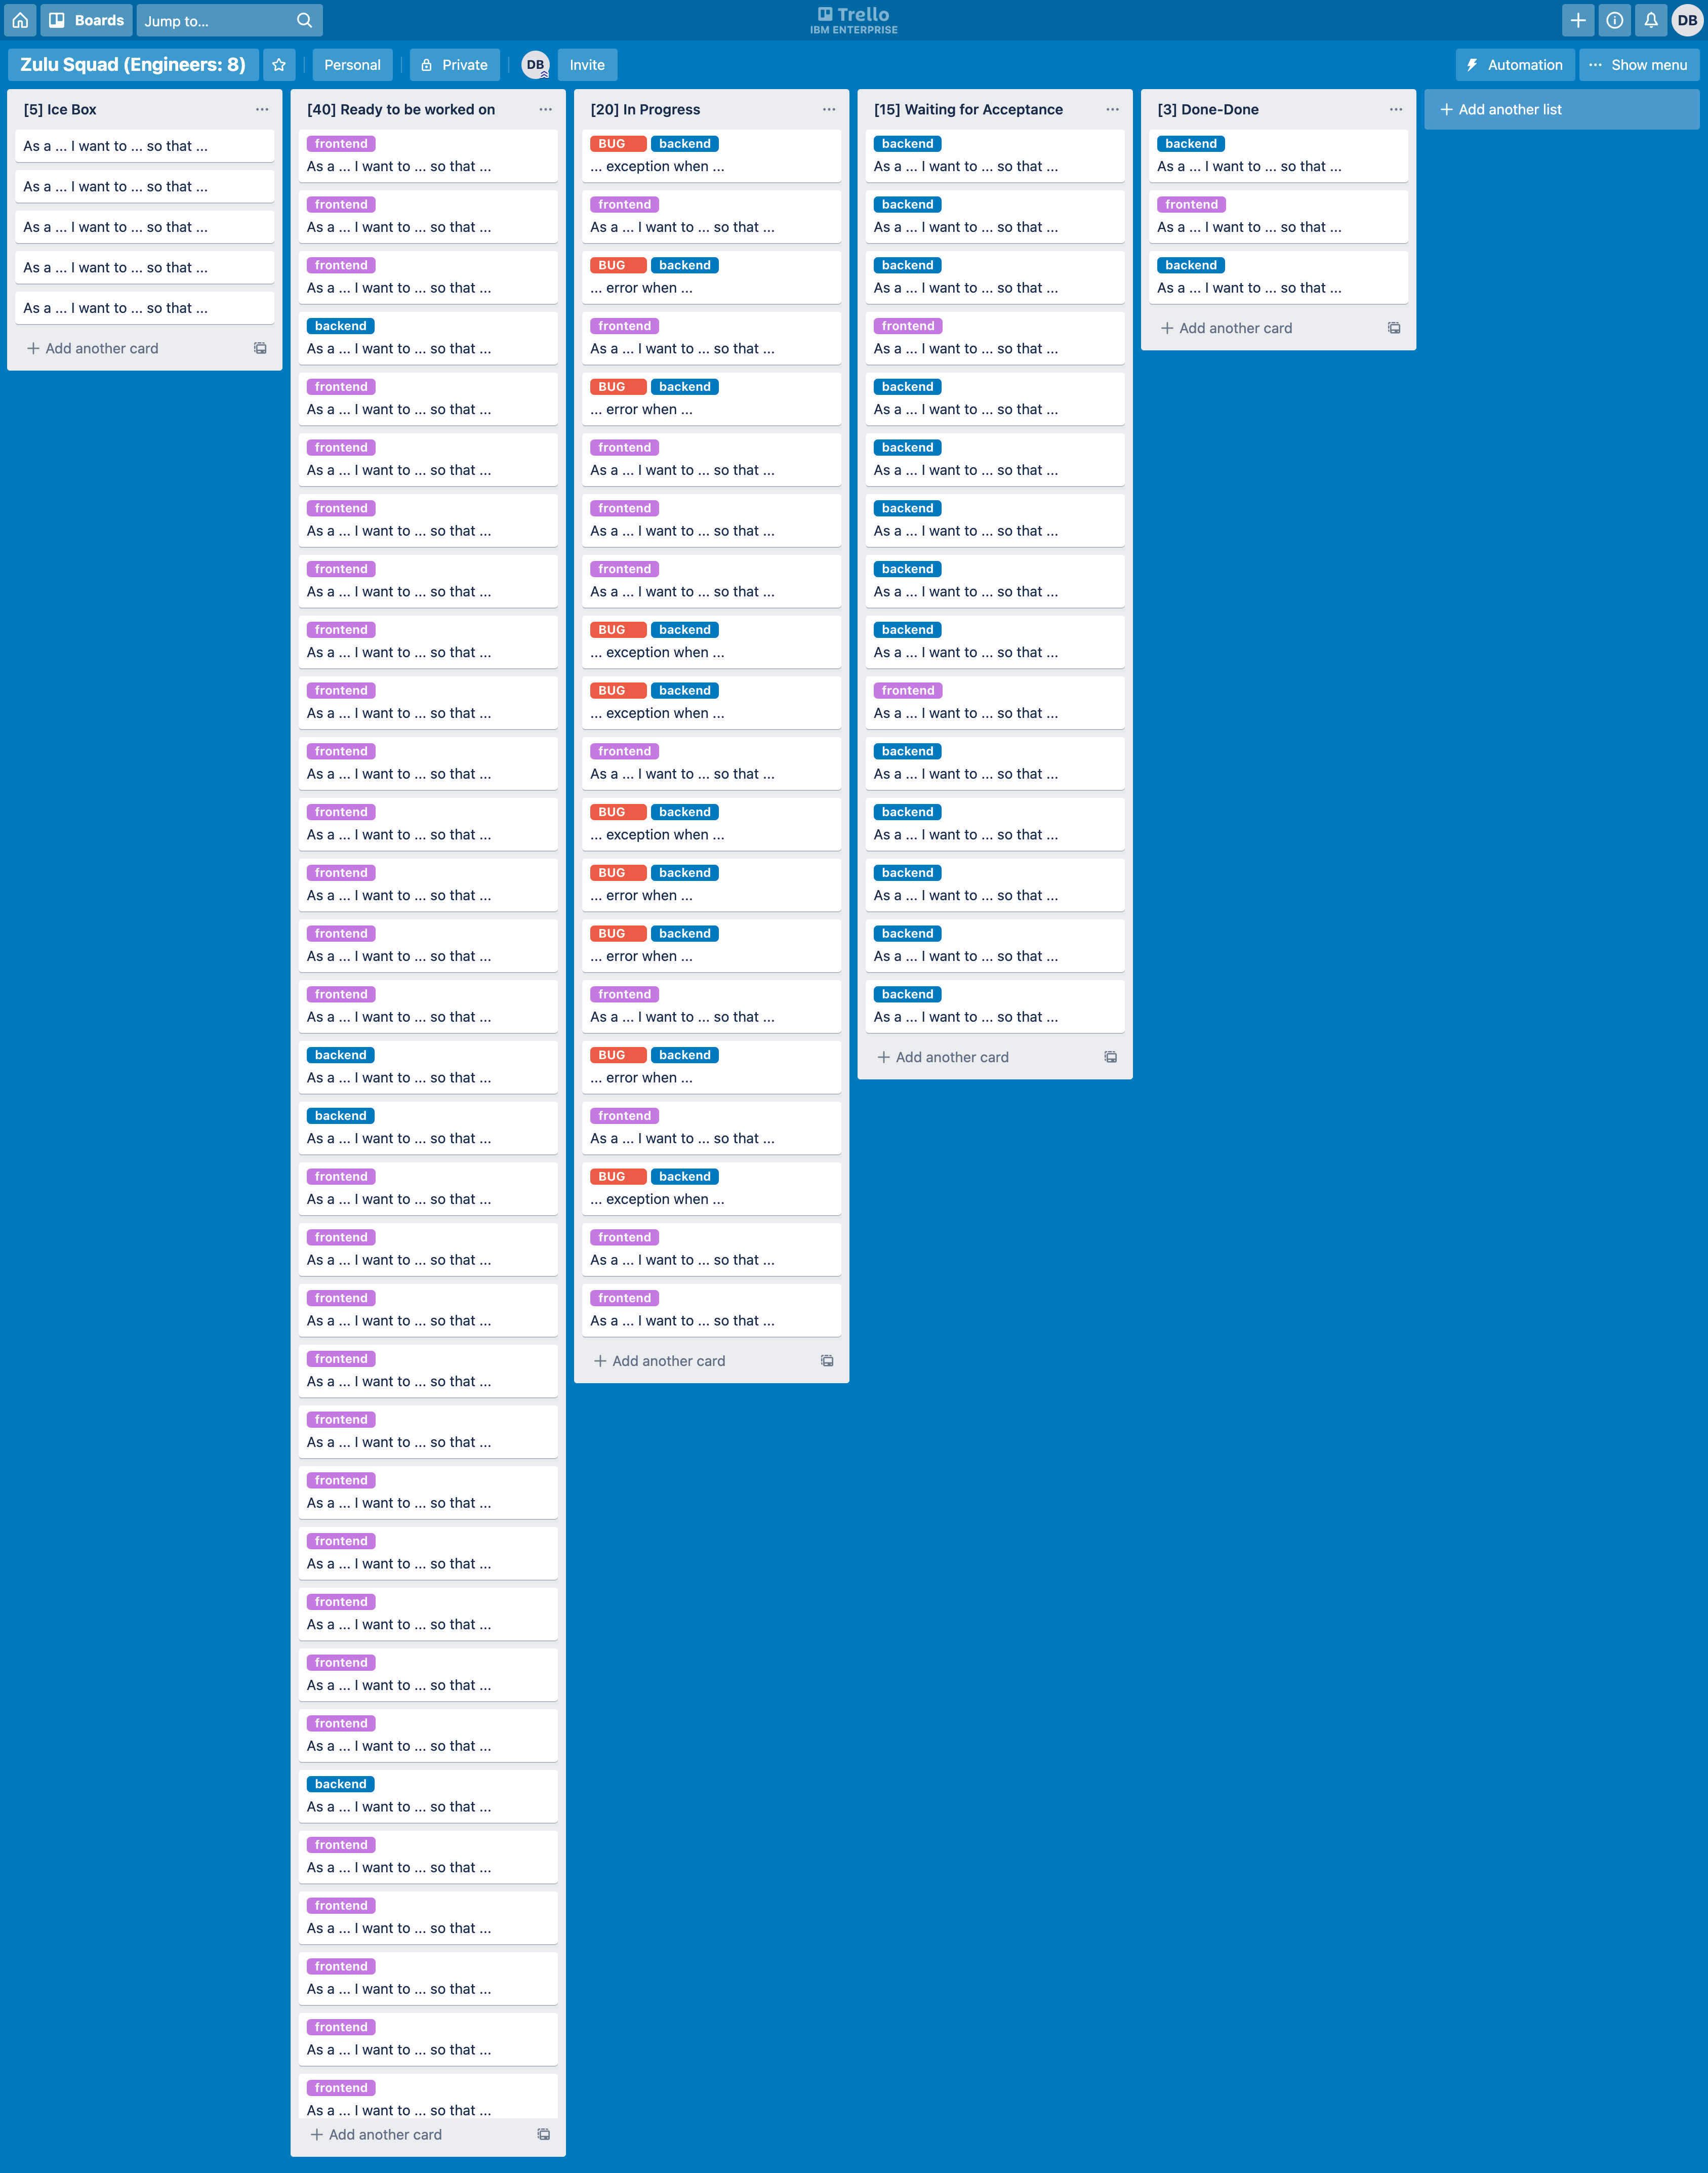 Boards
Jump to...
Trello
IBM ENTERPRISE
DB
Zulu Squad (Engineers: 8)
Personal
Private
DB
Invite
Automation
Show menu
[5] Ice Box
As a ... I want to ... so that ...
As a ... I want to ... so that ...
As a ... I want to ... so that ...
As a ... I want to ... so that ...
As a ... I want to ... so that ...
Add another card
[40] Ready to be worked on
frontend
As a ... I want to ... so that ...
frontend
As a ... I want to ... so that ...
frontend
As a ... I want to ... so that ...
backend
As a ... I want to ... so that ...
frontend
As a ... I want to ... so that ...
frontend
As a ... I want to ... so that ...
frontend
As a ... I want to ... so that ...
frontend
As a ... I want to ... so that ...
frontend
As a ... I want to ... so that ...
frontend
As a ... I want to ... so that ...
frontend
As a ... I want to ... so that ...
frontend
As a ... I want to ... so that ...
frontend
As a ... I want to ... so that ...
frontend
As a ... I want to ... so that ...
frontend
As a ... I want to ... so that ...
backend
As a ... I want to ... so that ...
backend
As a ... I want to ... so that ...
frontend
As a ... I want to ... so that ...
frontend
As a ... I want to ... so that ...
frontend
As a ... I want to ... so that ...
frontend
As a ... I want to ... so that ...
frontend
As a ... I want to ... so that ...
frontend
As a ... I want to ... so that ...
frontend
As a ... I want to ... so that ...
frontend
As a ... I want to ... so that ...
frontend
As a ... I want to ... so that ...
frontend
As a ... I want to ... so that ...
backend
As a ... I want to ... so that ...
frontend
As a ... I want to ... so that ...
frontend
As a ... I want to ... so that ...
frontend
As a ... I want to ... so that ...
frontend
As a ... I want to ... so that ...
frontend
As a ... I want to ... so that ...
Add another card
[20] In Progress
BUG backend
... exception when ...
frontend
As a ... I want to ... so that ...
BUG backend
... error when ...
frontend
As a ... I want to ... so that ...
BUG backend
... error when ...
frontend
As a ... I want to ... so that ...
frontend
As a ... I want to ... so that ...
frontend
As a ... I want to ... so that ...
BUG backend
... exception when ...
BUG backend
... exception when ...
frontend
As a ... I want to ... so that ...
BUG backend
... exception when ...
BUG backend
... error when ...
BUG backend
... error when ...
frontend
As a ... I want to ... so that ...
BUG backend
... error when ...
frontend
As a ... I want to ... so that ...
BUG backend
... exception when ...
frontend
As a ... I want to ... so that ...
frontend
As a ... I want to ... so that ...
Add another card
[15] Waiting for Acceptance
backend
As a ... I want to ... so that ...
backend
As a ... I want to ... so that ...
backend
As a ... I want to ... so that ...
frontend
As a ... I want to ... so that ...
backend
As a ... I want to ... so that ...
backend
As a ... I want to ... so that ...
backend
As a ... I want to ... so that ...
backend
As a ... I want to ... so that ...
backend
As a ... I want to ... so that ...
frontend
As a ... I want to ... so that ...
backend
As a ... I want to ... so that ...
backend
As a ... I want to ... so that ...
backend
As a ... I want to ... so that ...
backend
As a ... I want to ... so that ...
backend
As a ... I want to ... so that ...
Add another card
[3] Done-Done
backend
As a ... I want to ... so that ...
frontend
As a ... I want to ... so that ...
backend
As a ... I want to ... so that ...
Add another card
Add another list